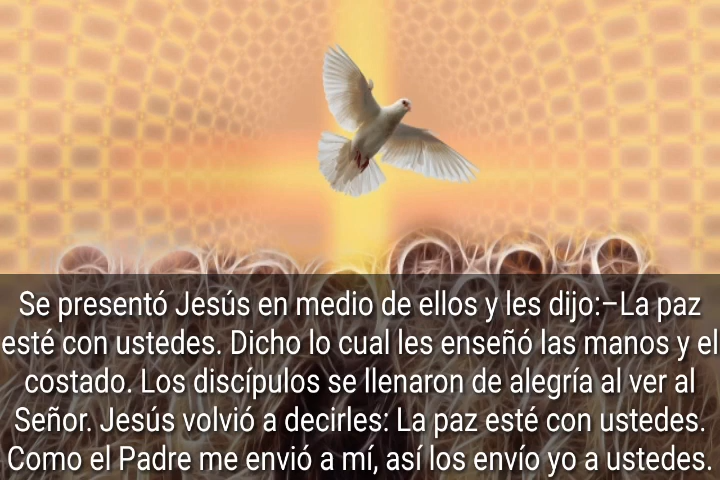 Se presentó Jesús en medio de ellos y les dijo:–La paz
esté con ustedes. Dicho lo cual les enseñó las manos y el
costado. Los discípulos se llenaron de alegría al ver al
Señor. Jesús volvió a decirles: La paz esté con ustedes.
Como el Padre me envió a mí, así los envío yo a ustedes.